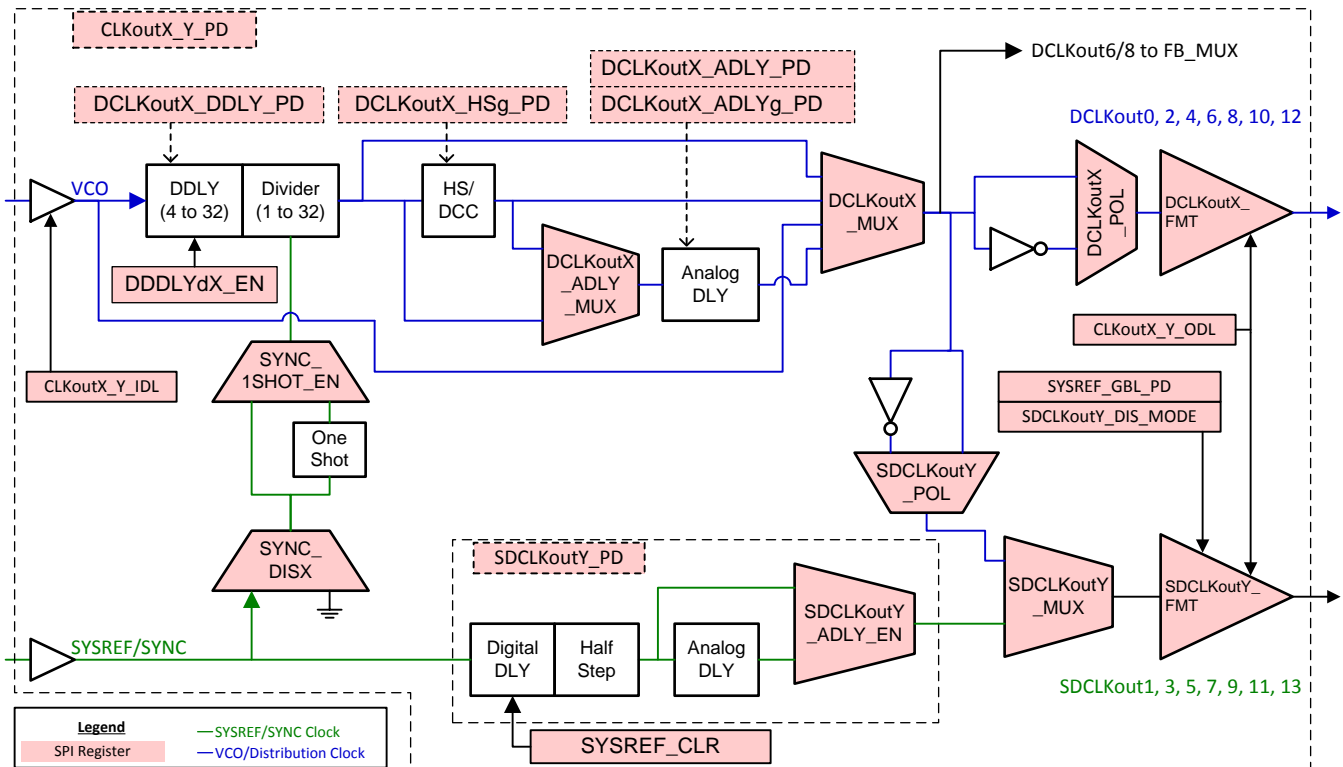 CLKoutX_Y_PD
DCLKoutX_DDLY_PD
DCLKoutX_HSg_PD
DCLKoutX_ADLY_PD
DCLKoutX_ADLYg_PD
DCLKout6/8 to FB_MUX
DCLKout0, 2, 4, 6, 8, 10, 12
VCO
DDLY
(4 to 32)
Divider
(1 to 32)
HS/
DCC
DCLKoutX
_MUX
DCLKoutX
_POL
DCLKoutX_
FMT
DDDLYdX_EN
DCLKoutX
_ADLY
_MUX
Analog
DLY
CLKoutX_Y_IDL
SYNC_
1SHOT_EN
One
Shot
CLKoutX_Y_ODL
SYSREF_GBL_PD
SDCLKoutY_DIS_MODE
SDCLKoutY
_POL
SYNC_
DISX
SDCLKoutY_PD
SYSREF/SYNC
Digital
DLY
Half
Step
Analog
DLY
SDCLKoutY
_ADLY_EN
SDCLKoutY
_MUX
SDCLKoutY_
FMT
SDCLKout1, 3, 5, 7, 9, 11, 13
SYSREF_CLR
Legend
SPI Register
SYSREF/SYNC Clock
VCO/Distribution Clock